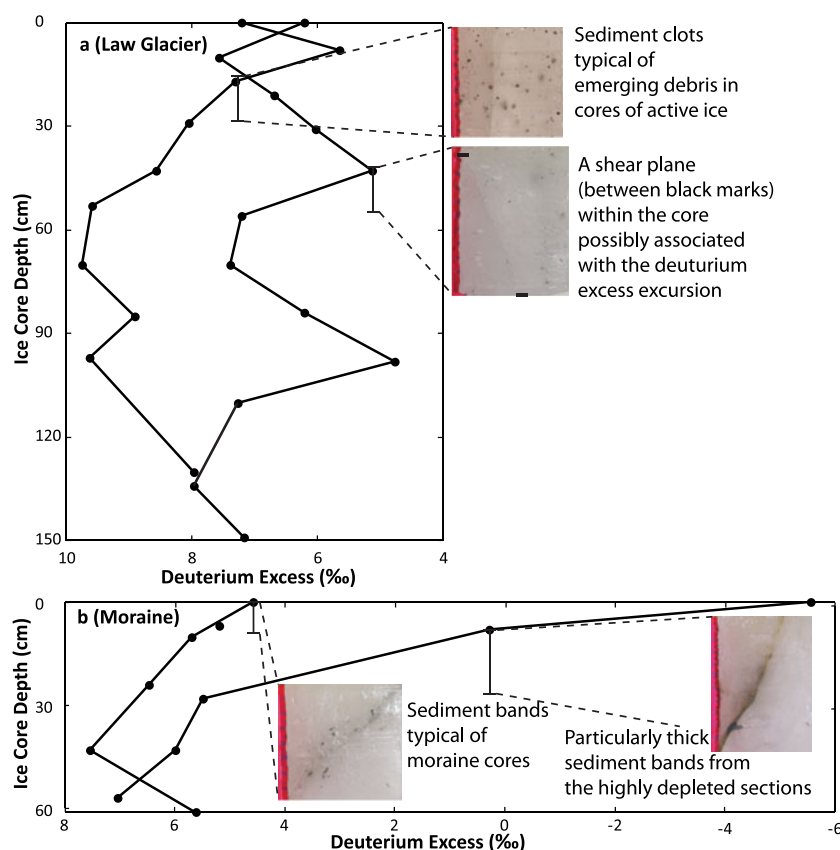 0
30
60
90
120
150
Ice Core Depth (cm)
a (Law Glacier)
10
8
6
4
Deuterium Excess (‰)
Sediment clots
typical of
emerging debris in
cores of active ice
A shear plane
(between black marks)
within the core
possibly associated
with the deuturium
excess excursion
0
30
60
Ice Core Depth (cm)
b (Moraine)
Sediment bands
typical of
moraine cores
Particularly thick
sediment bands from
the highly depleted sections
8
6
4
2
0
-2
-4
-6
Deuterium Excess (‰)